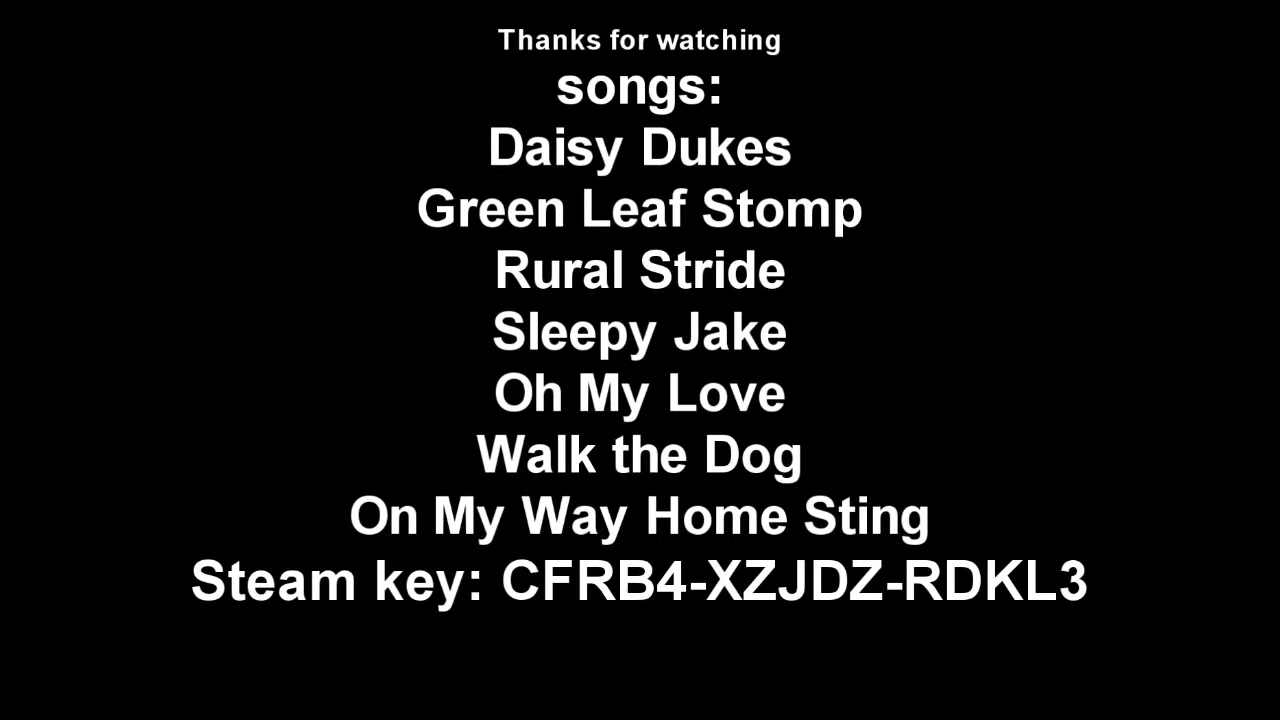 Thanks for watching
songs:
Daisy Dukes
Green Leaf Stomp
Rural Stride
Sleepy Jake
Oh My Love
Walk the Dog
On My Way Home Sting
Steam key: CFRB4-XZJDZ-RDKL3